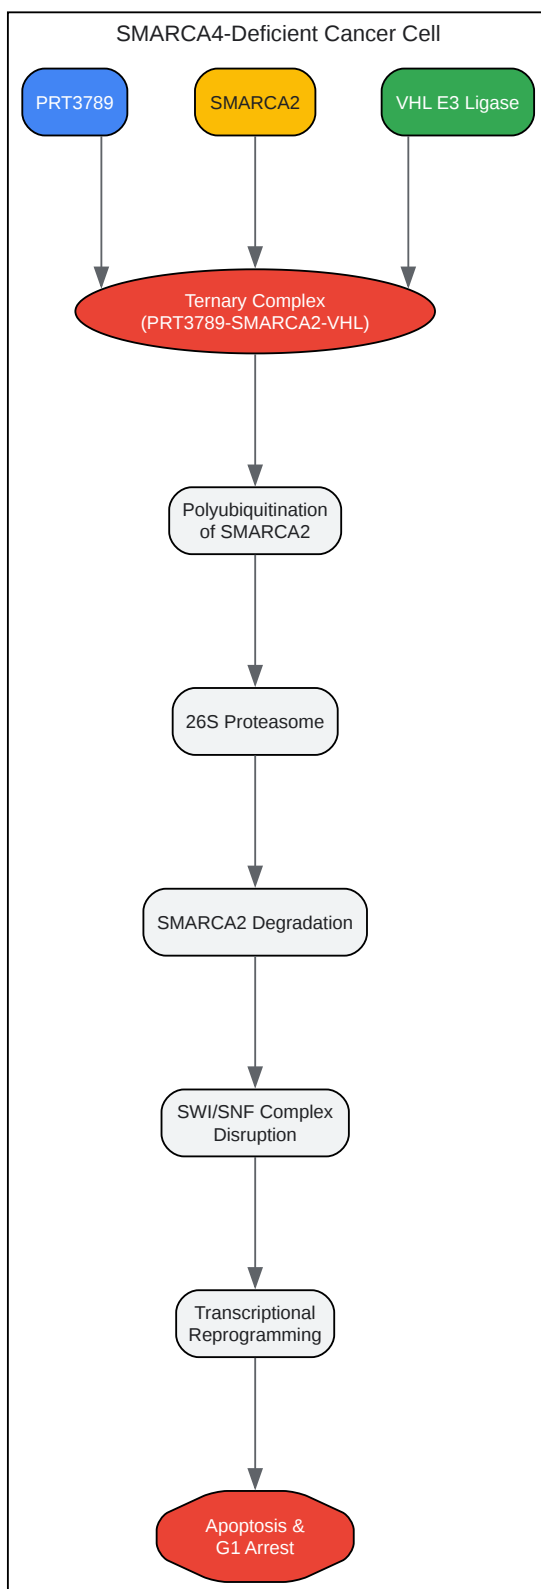 SMARCA4-Deficient Cancer Cell
PRT3789
SMARCA2
VHL E3 Ligase
Ternary Complex
(PRT3789-SMARCA2-VHL)
Polyubiquitination
of SMARCA2
26S Proteasome
SMARCA2 Degradation
SWI/SNF Complex
Disruption
Transcriptional
Reprogramming
Apoptosis &
G1 Arrest